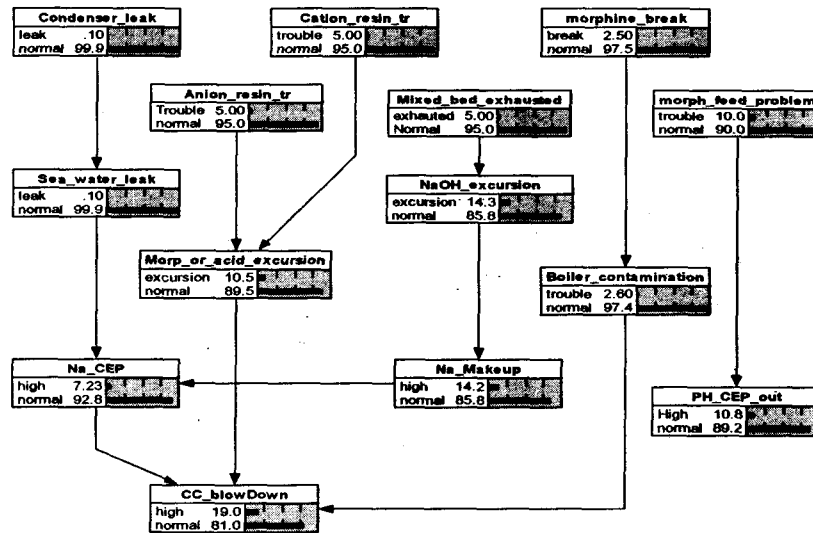 Condenser_leak
leak .10
normal 99.9
Cation_resin_tr
trouble 5.00
normal 95.0
morphine_break
break 2.50
normal 97.5
Anion_resin_tr
Trouble 5.00
normal 95.0
Mixed_bed_exhausted
exhauted 5.00
Normal 95.0
morph_feed_problem
trouble 10.0
normal 90.0
Sea_water_leak
leak .10
normal 99.9
NaOH_excursion
excursion 14.3
normal 85.8
Morp_or_acid_excursion
excursion 10.5
normal 89.5
Boiler_contamination
trouble 2.60
normal 97.4
Na_CEP
high 7.23
normal 92.8
Na_Makeup
high 14.2
normal 85.8
PH_CEP_out
High 10.8
normal 89.2
CC_blowDown
high 19.0
normal 81.0